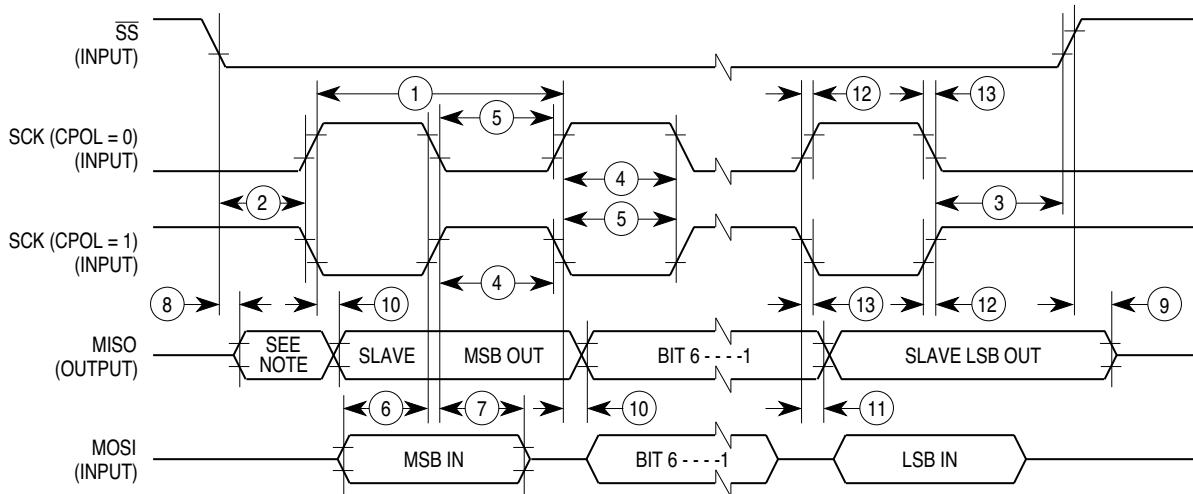 SS
(INPUT)
1
12
13
5
SCK (CPOL = 0)
(INPUT)
4
2
3
5
SCK (CPOL = 1)
(INPUT)
4
8
10
13
12
9
MISO
(OUTPUT)
SEE
NOTE
SLAVE
MSB OUT
BIT 6 - - - -1
SLAVE LSB OUT
6
7
10
11
MOSI
(INPUT)
MSB IN
BIT 6 - - - -1
LSB IN